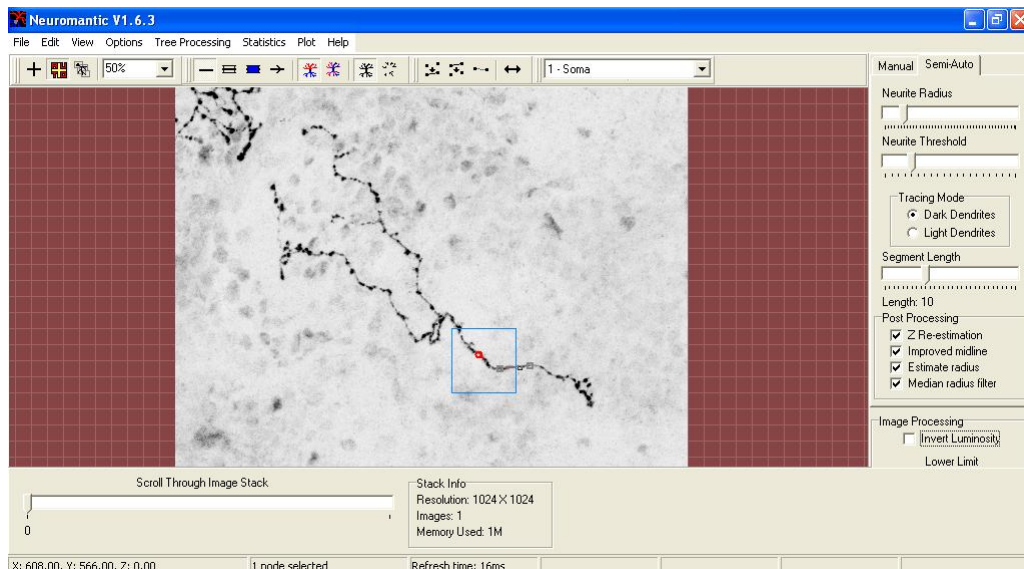 Neuromantic V1.6.3
File Edit View Options Tree Processing Statistics Plot Help
50% 1 - Soma
Manual Semi-Auto
Neurite Radius
Neurite Threshold
Tracing Mode
Dark Dendrites
Light Dendrites
Segment Length
Length: 10
Post Processing
Z Re-estimation
Improved midline
Estimate radius
Median radius filter
Image Processing
Invert Luminosity
Lower Limit
Scroll Through Image Stack
0
Stack Info
Resolution: 1024 X 1024
Images: 1
Memory Used: 1M
X: 608.00, Y: 566.00, Z: 0.00 1 node selected Refresh time: 16ms